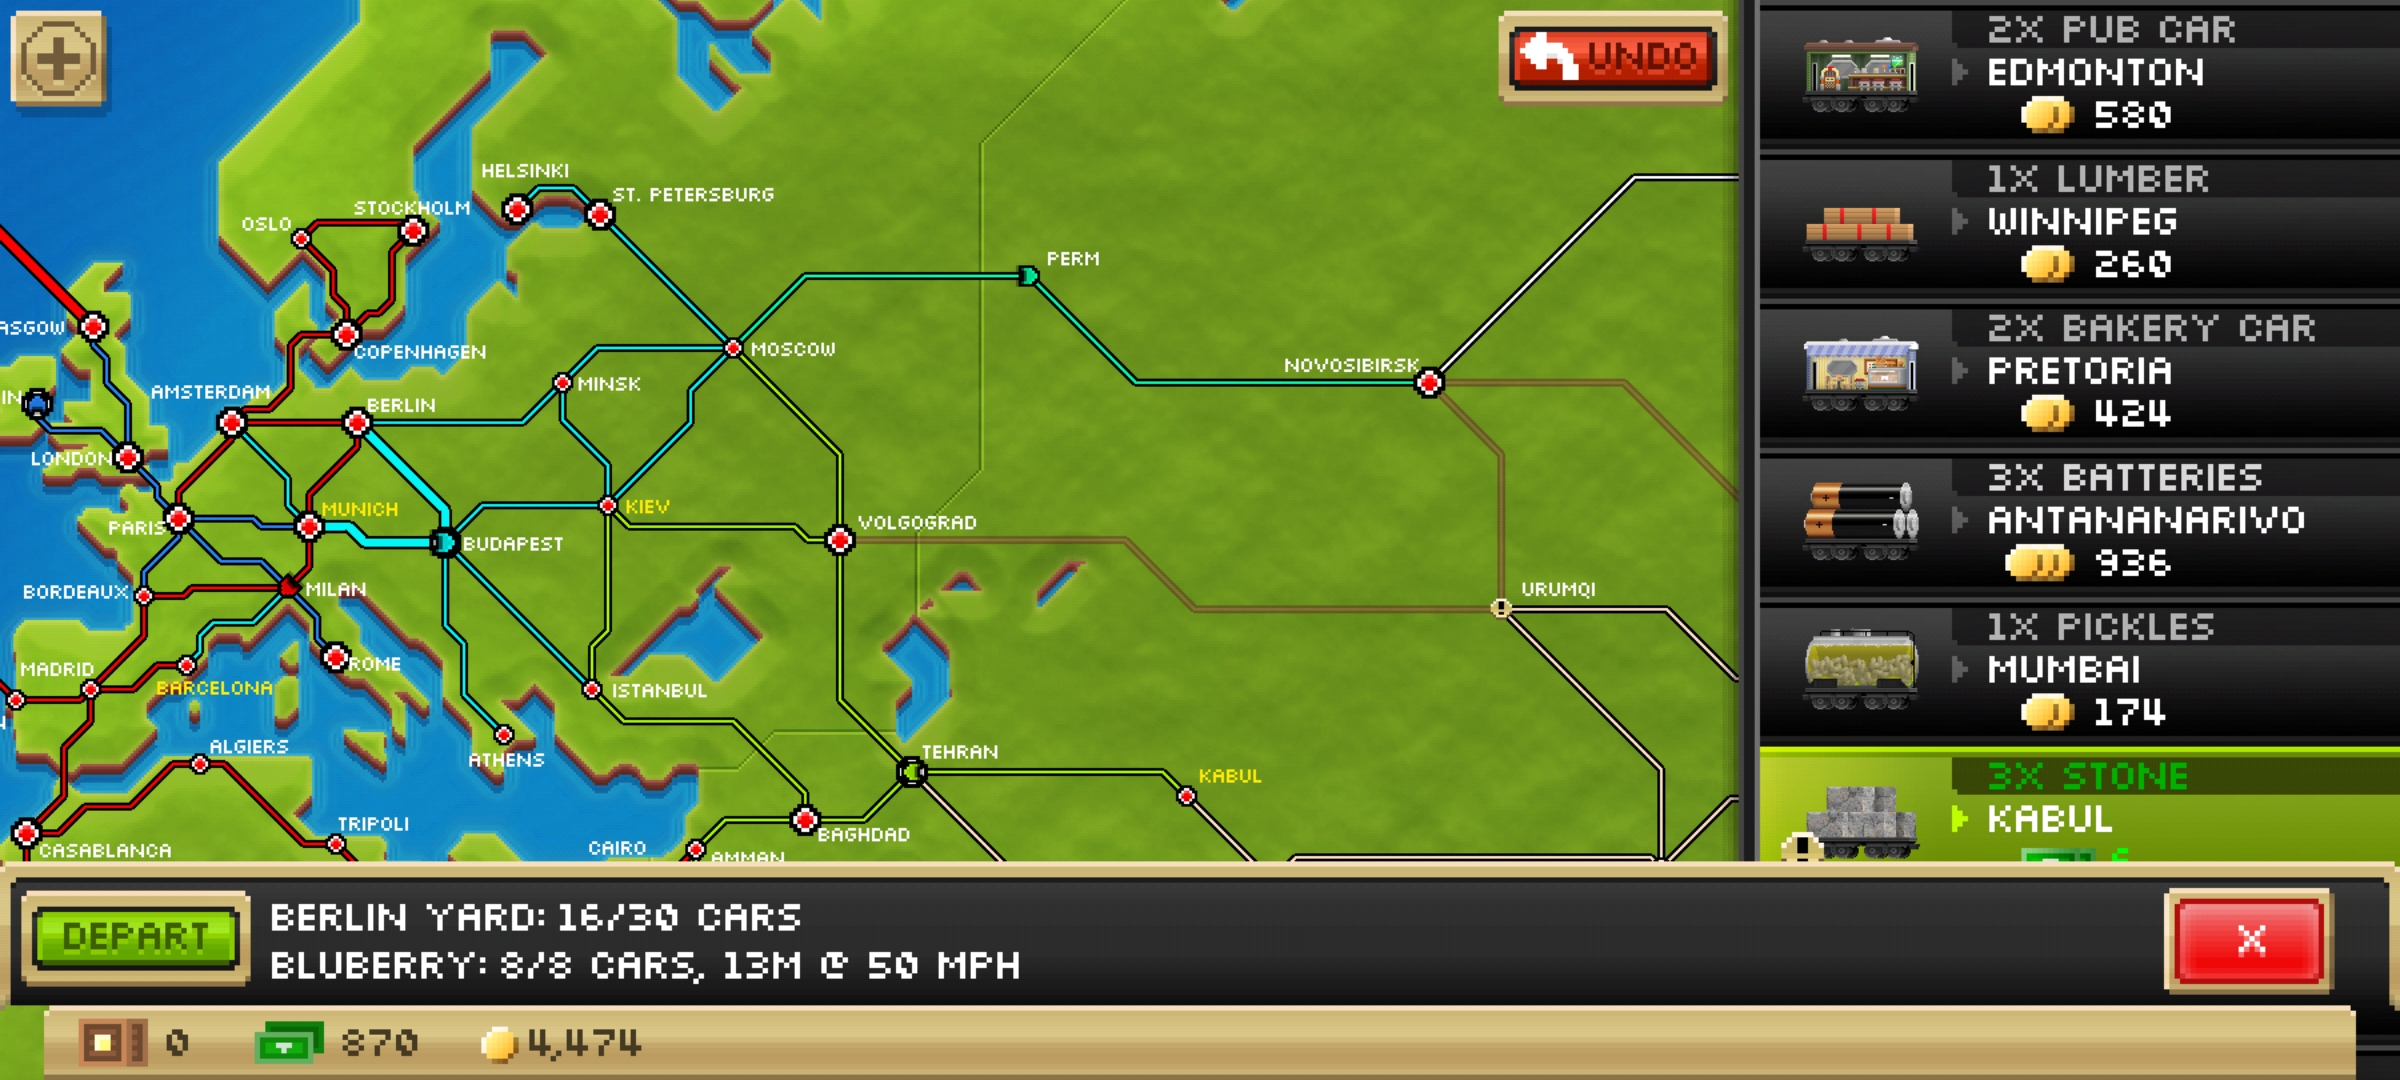 UNDO
HELSINKI
ST. PETERSBURG
STOCKHOLM
OSLO
PERM
ASGOW
COPENHAGEN
MOSCOW
NOVOSIBIRSK
MINSK
AMSTERDAM
IN
BERLIN
LONDON
MUNICH
KIEV
PARIS
VOLGOGRAD
BUDAPEST
BORDEAUX
MILAN
URUMQI
MADRID
ROME
BARCELONA
ISTANBUL
N
ALGIERS
ATHENS
TEHRAN
KABUL
TRIPOLI
BAGHDAD
CASABLANCA
CAIRO
AMMAN
2X PUB CAR
EDMONTON
580
1X LUMBER
WINNIPEG
260
2X BAKERY CAR
PRETORIA
424
3X BATTERIES
ANTANANARIVO
936
1X PICKLES
MUMBAI
174
3X STONE
KABUL
DEPART
BERLIN YARD: 16/30 CARS
BLUBERRY: 8/8 CARS, 13M @ 50 MPH
X
0
870
4,474